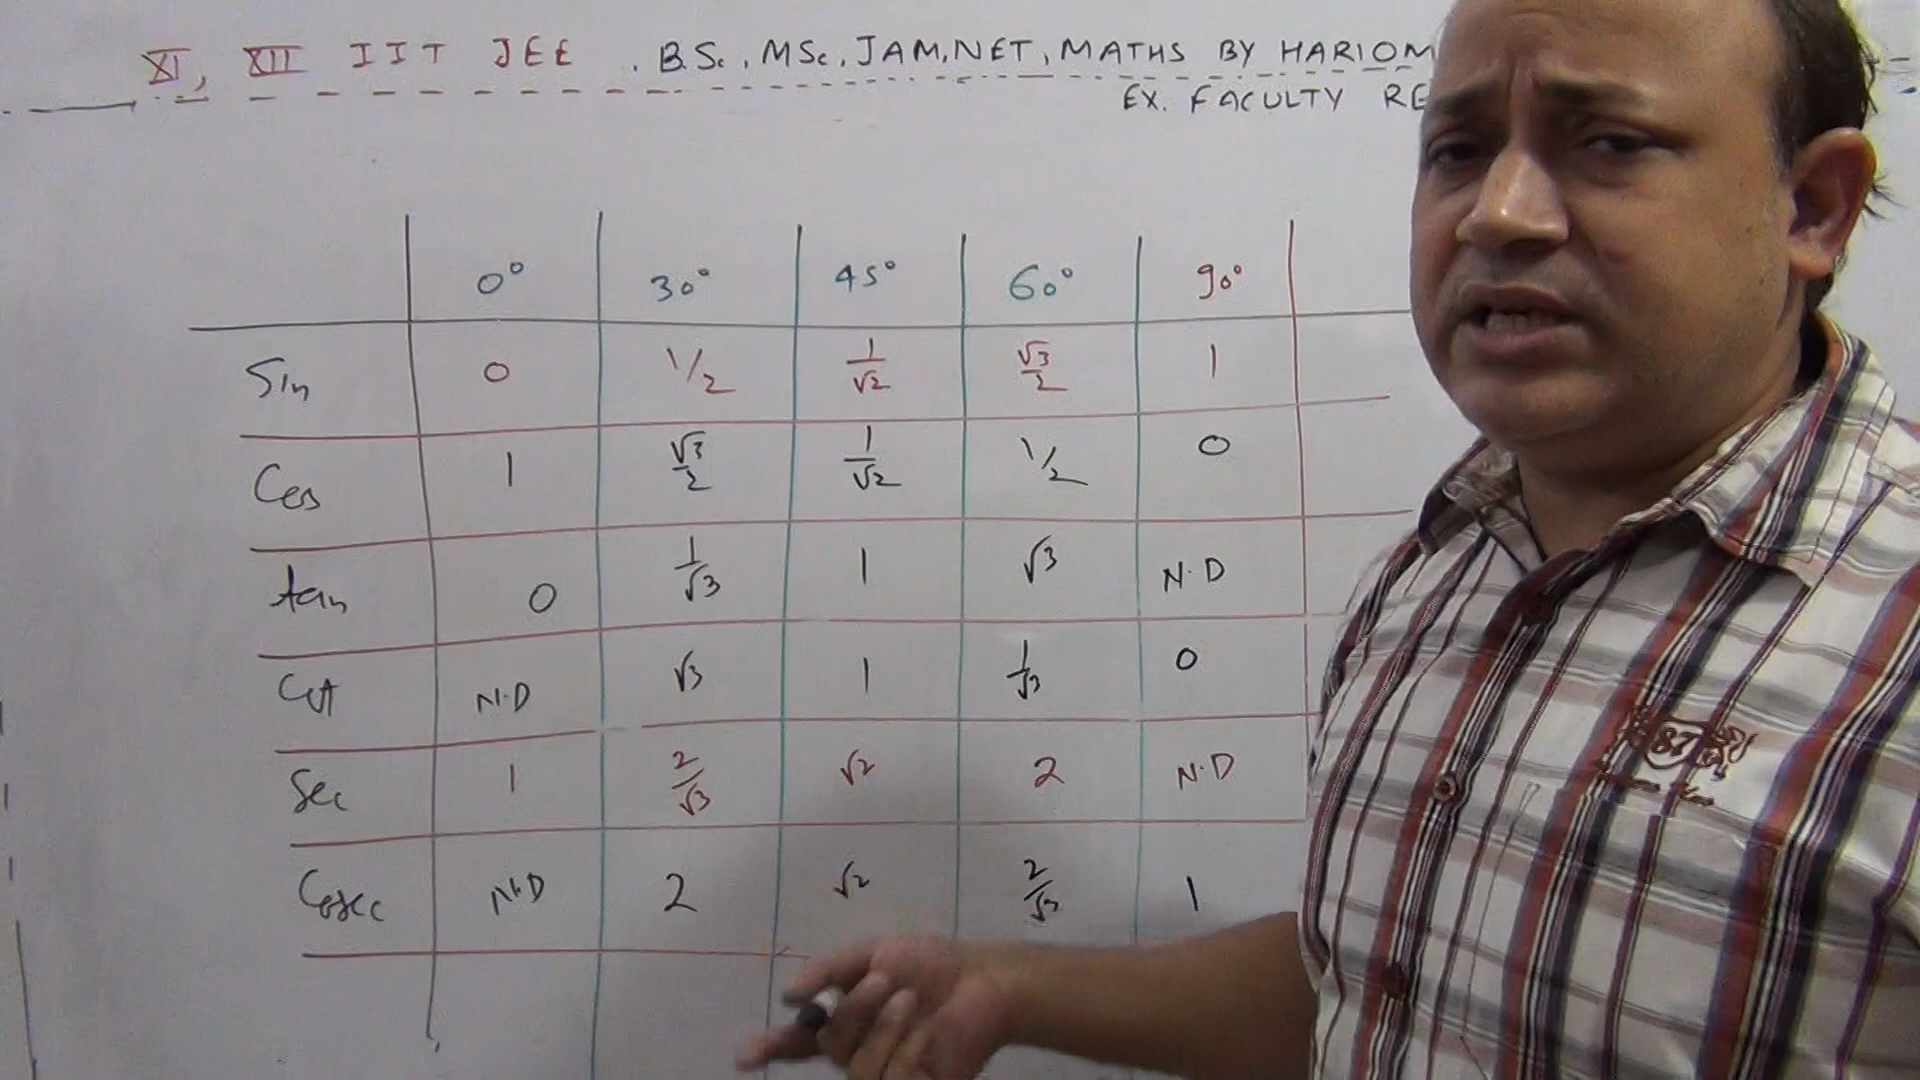 XI, XII IIT JEE . B.Sc, MSc, JAM, NET, MATHS BY HARIOM
EX. FACULTY RE
0° 30° 45° 60° 90°
Sin 0 1/2 1/√2 √3/2 1
Cos 1 √3/2 1/√2 1/2 0
tan 0 1/√3 1 √3 N.D
Cot N.D √3 1 1/√3 0
Sec 1 2/√3 √2 2 N.D
Cosec N.D 2 √2 2/√3 1
87